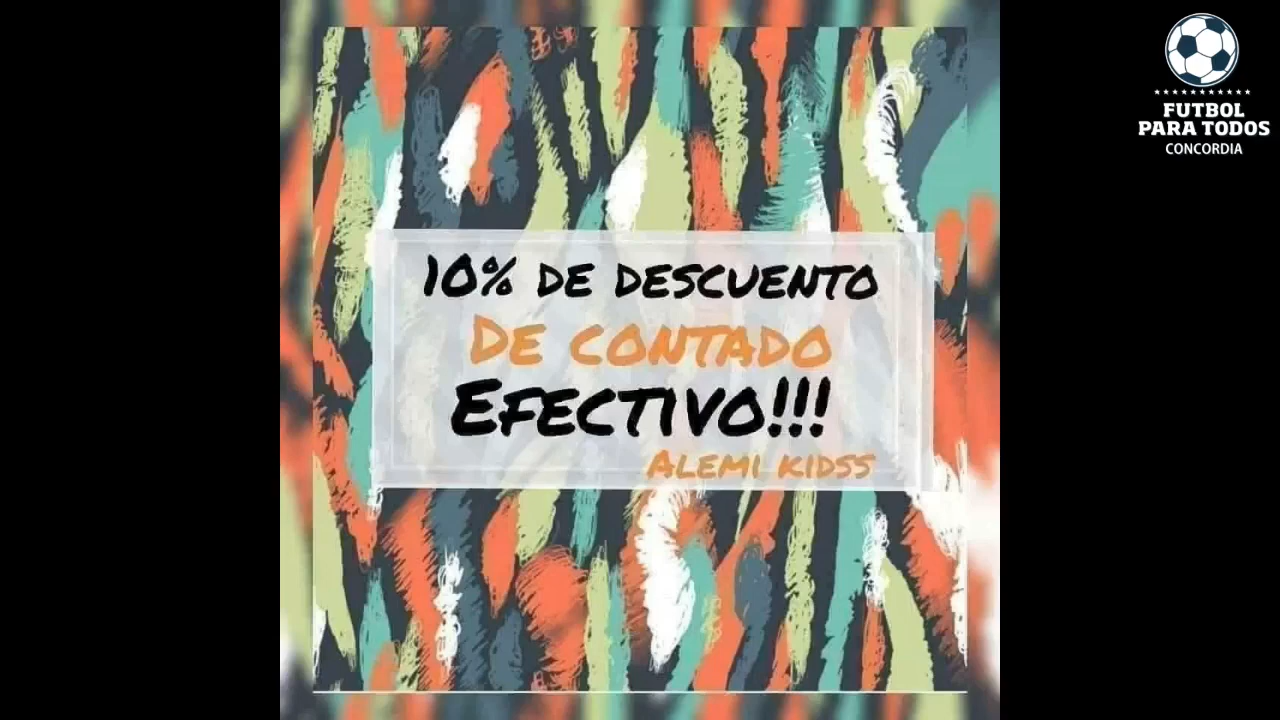 10% DE DESCUENTO
DE CONTADO
EFECTIVO!!!
ALEMI KIDSS
FUTBOL
PARA TODOS
CONCORDIA